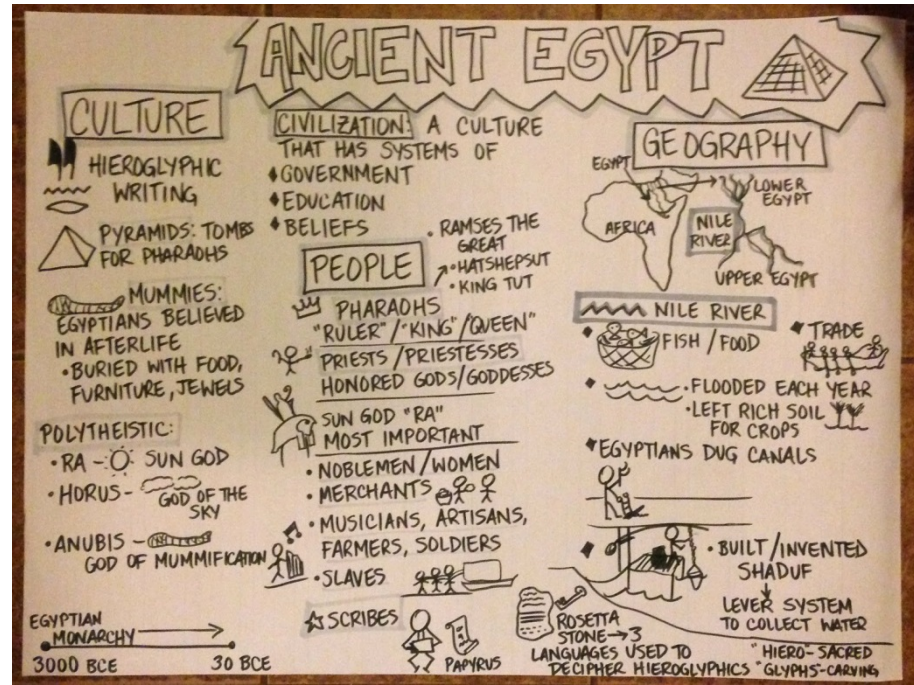 ANCIENT EGYPT
CULTURE
HIEROGLYPHIC
WRITING
PYRAMIDS: TOMBS
FOR PHARAOHS
MUMMIES:
EGYPTIANS BELIEVED
IN AFTERLIFE
• BURIED WITH FOOD,
FURNITURE, JEWELS
POLYTHEISTIC:
• RA - SUN GOD
• HORUS - GOD OF THE
SKY
• ANUBIS -
GOD OF MUMMIFICATION
EGYPTIAN
MONARCHY
3000 BCE 30 BCE
CIVILIZATION: A CULTURE
THAT HAS SYSTEMS OF
♦ GOVERNMENT
♦ EDUCATION
♦ BELIEFS
PEOPLE
• RAMSES THE
GREAT
• HATSHEPSUT
• KING TUT
PHARAOHS
"RULER"/"KING"/"QUEEN"
PRIESTS/PRIESTESSES
HONORED GODS/GODDESSES
SUN GOD "RA"
MOST IMPORTANT
• NOBLEMEN/WOMEN
• MERCHANTS
• MUSICIANS, ARTISANS,
FARMERS, SOLDIERS
• SLAVES
☆ SCRIBES
PAPYRUS
GEOGRAPHY
EGYPT
AFRICA
LOWER
EGYPT
NILE
RIVER
UPPER EGYPT
NILE RIVER
♦ FISH / FOOD
♦ TRADE
♦ • FLOODED EACH YEAR
• LEFT RICH SOIL
FOR CROPS
♦ EGYPTIANS DUG CANALS
♦ • BUILT/INVENTED
SHADUF
LEVER SYSTEM
TO COLLECT WATER
ROSETTA
STONE → 3
LANGUAGES USED TO
DECIPHER HIEROGLYPHICS
"HIERO- SACRED
"GLYPHS"-CARVING